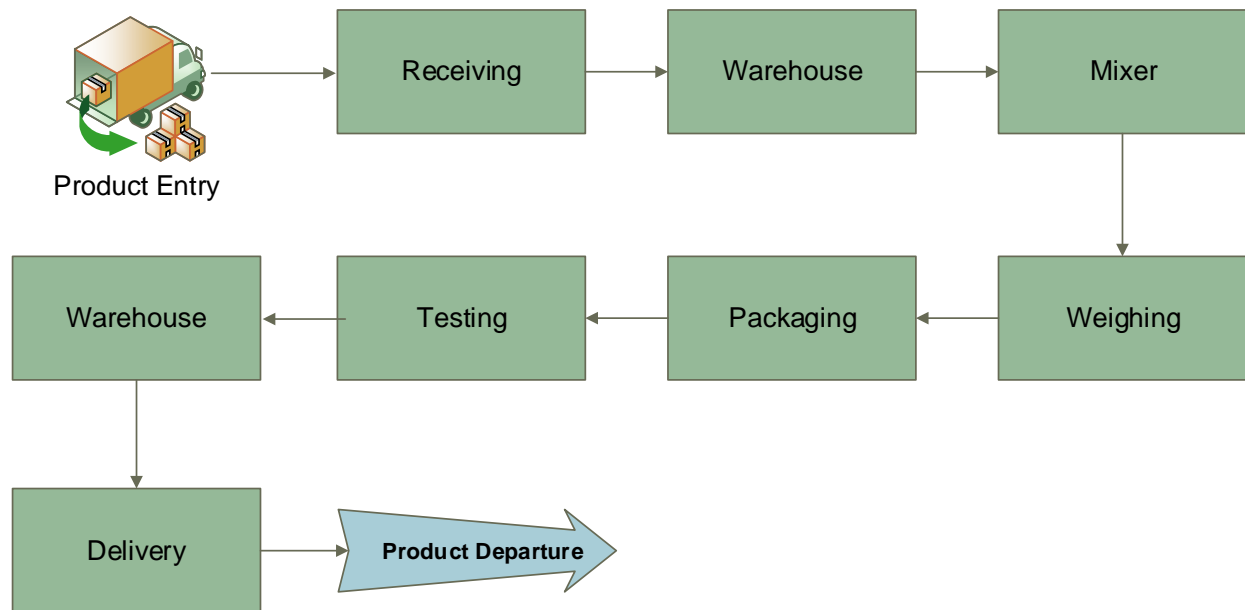 Receiving
Warehouse
Mixer
Product Entry
Weighing
Packaging
Testing
Warehouse
Delivery
Product Departure